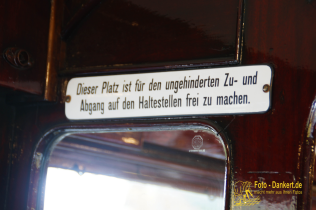 Dieser Platz ist für den ungehinderten Zu- und
Abgang auf den Haltestellen frei zu machen.
Foto - Dankert.de